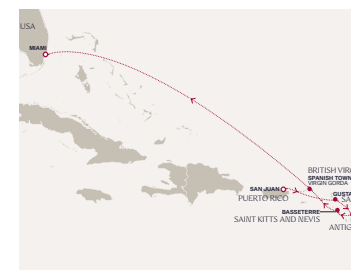 USA
MIAMI
BRITISH VIRG
SPANISH TOWN
VIRGIN GORDA
SAN JUAN
PUERTO RICO
GUSTA
SA
BASSETERRE
SAINT KITTS AND NEVIS
ANTIG